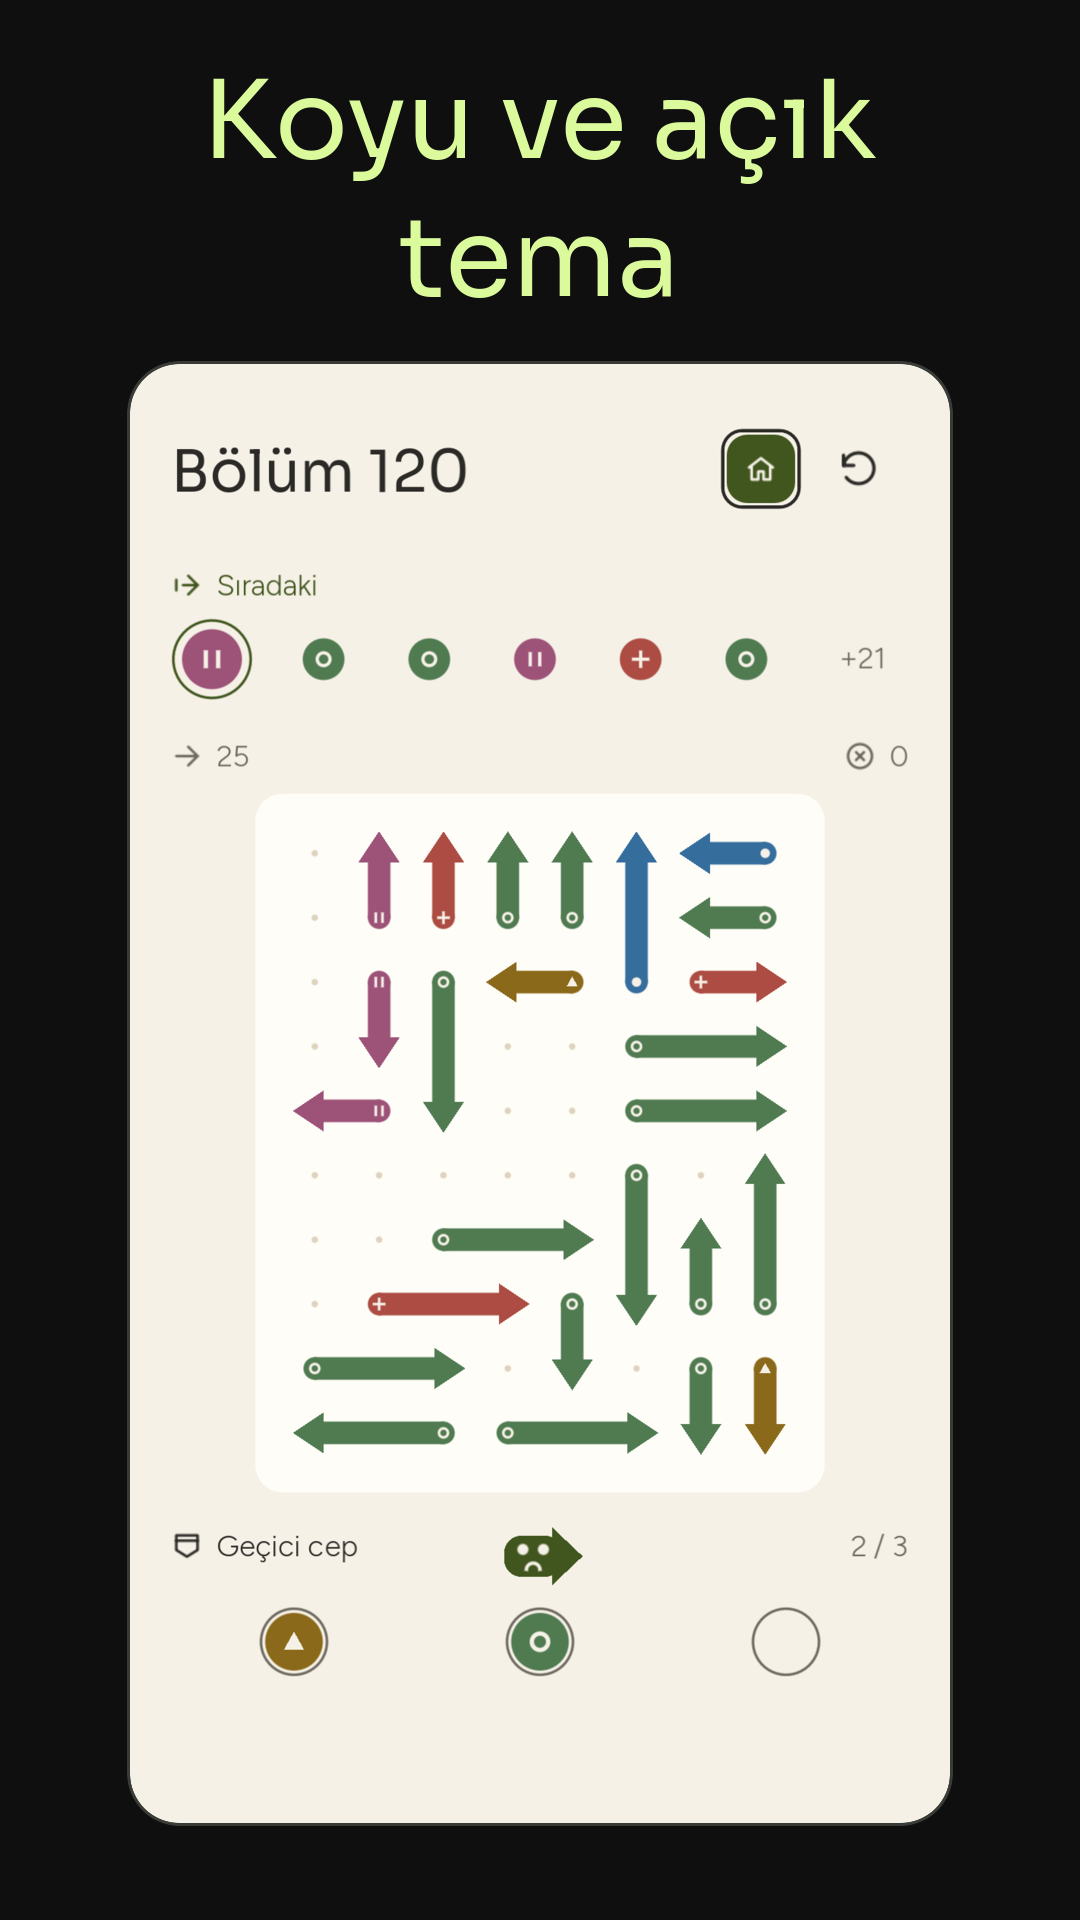 Koyu ve açık
tema
Bölüm 120
Sıradaki
+21
25
0
Geçici cep
2 / 3